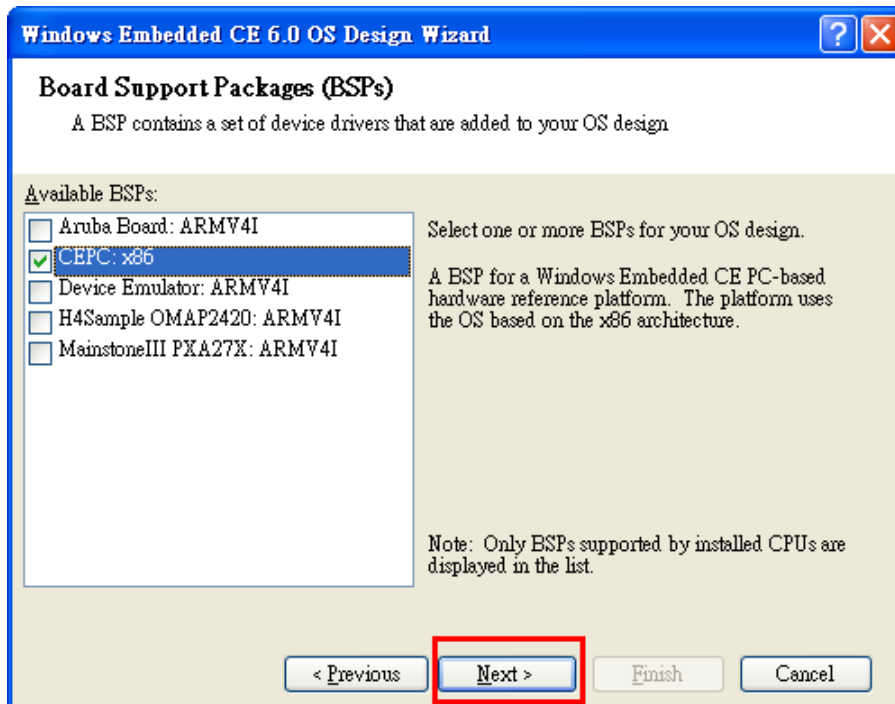 Windows Embedded CE 6.0 OS Design Wizard
Board Support Packages (BSPs)
A BSP contains a set of device drivers that are added to your OS design
Available BSPs:
Aruba Board: ARMV4I
CEPC: x86
Device Emulator: ARMV4I
H4Sample OMAP2420: ARMV4I
MainstoneIII PXA27X: ARMV4I
Select one or more BSPs for your OS design.
A BSP for a Windows Embedded CE PC-based
hardware reference platform. The platform uses
the OS based on the x86 architecture.
Note: Only BSPs supported by installed CPUs are
displayed in the list.
< Previous
Next >
Finish
Cancel